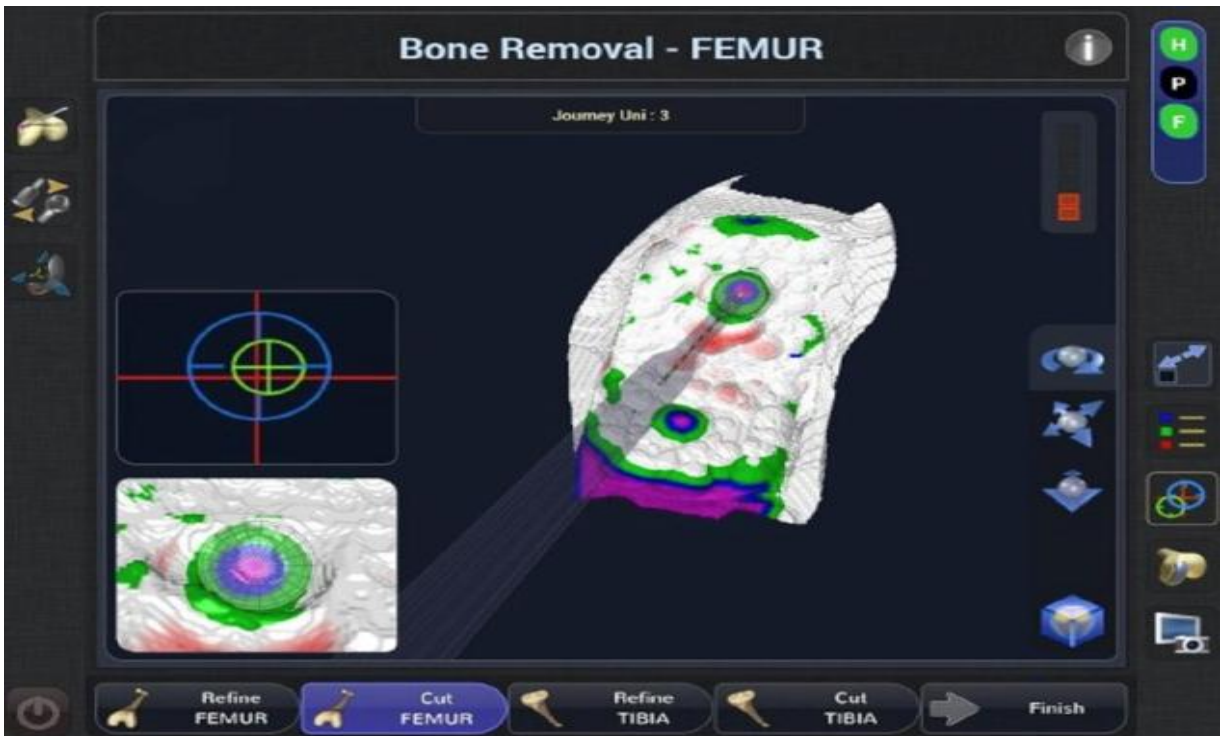 Bone Removal - FEMUR
i
H
P
F
Journey Uni : 3
Refine
FEMUR
Cut
FEMUR
Refine
TIBIA
Cut
TIBIA
Finish